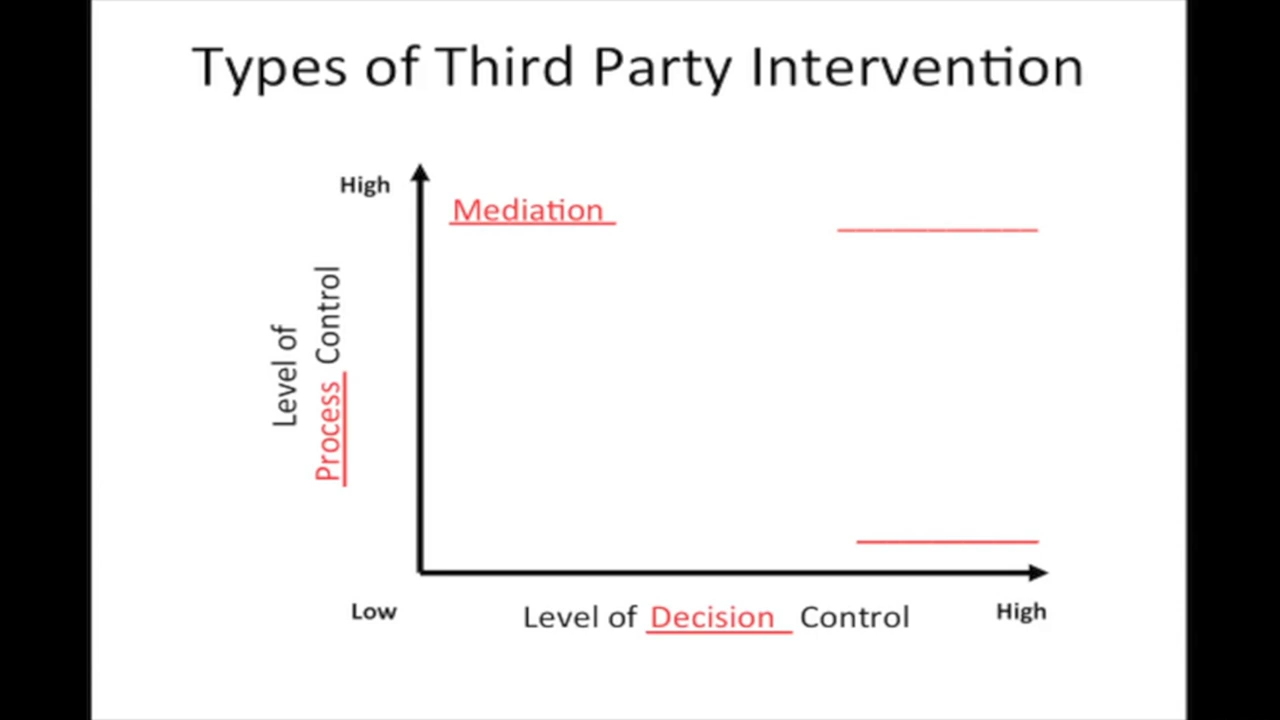 Types of Third Party Intervention
High
Mediation
Level of
Process Control
Low
Level of Decision Control
High